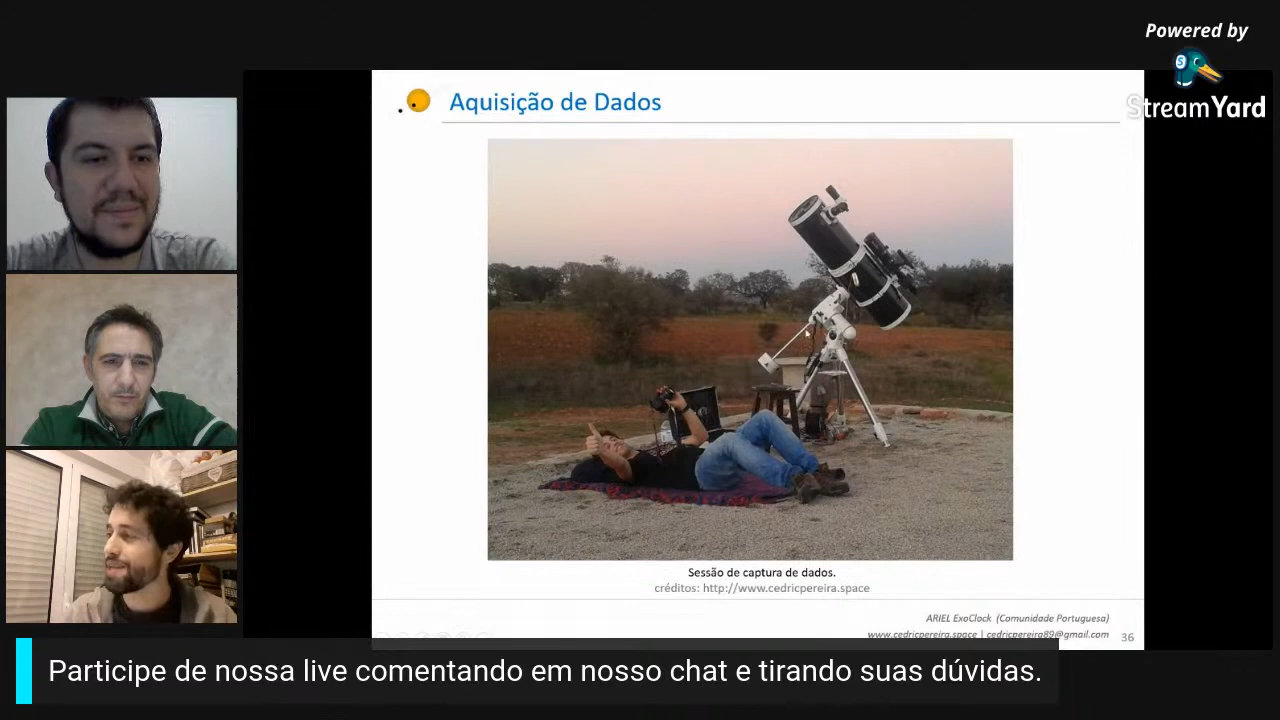 Powered by
StreamYard
Aquisição de Dados
Sessão de captura de dados.
créditos: http://www.cedricpereira.space
ARIEL ExoClock (Comunidade Portuguesa)
www.cedricpereira.space | cedricpereira89@gmail.com
36
Participe de nossa live comentando em nosso chat e tirando suas dúvidas.